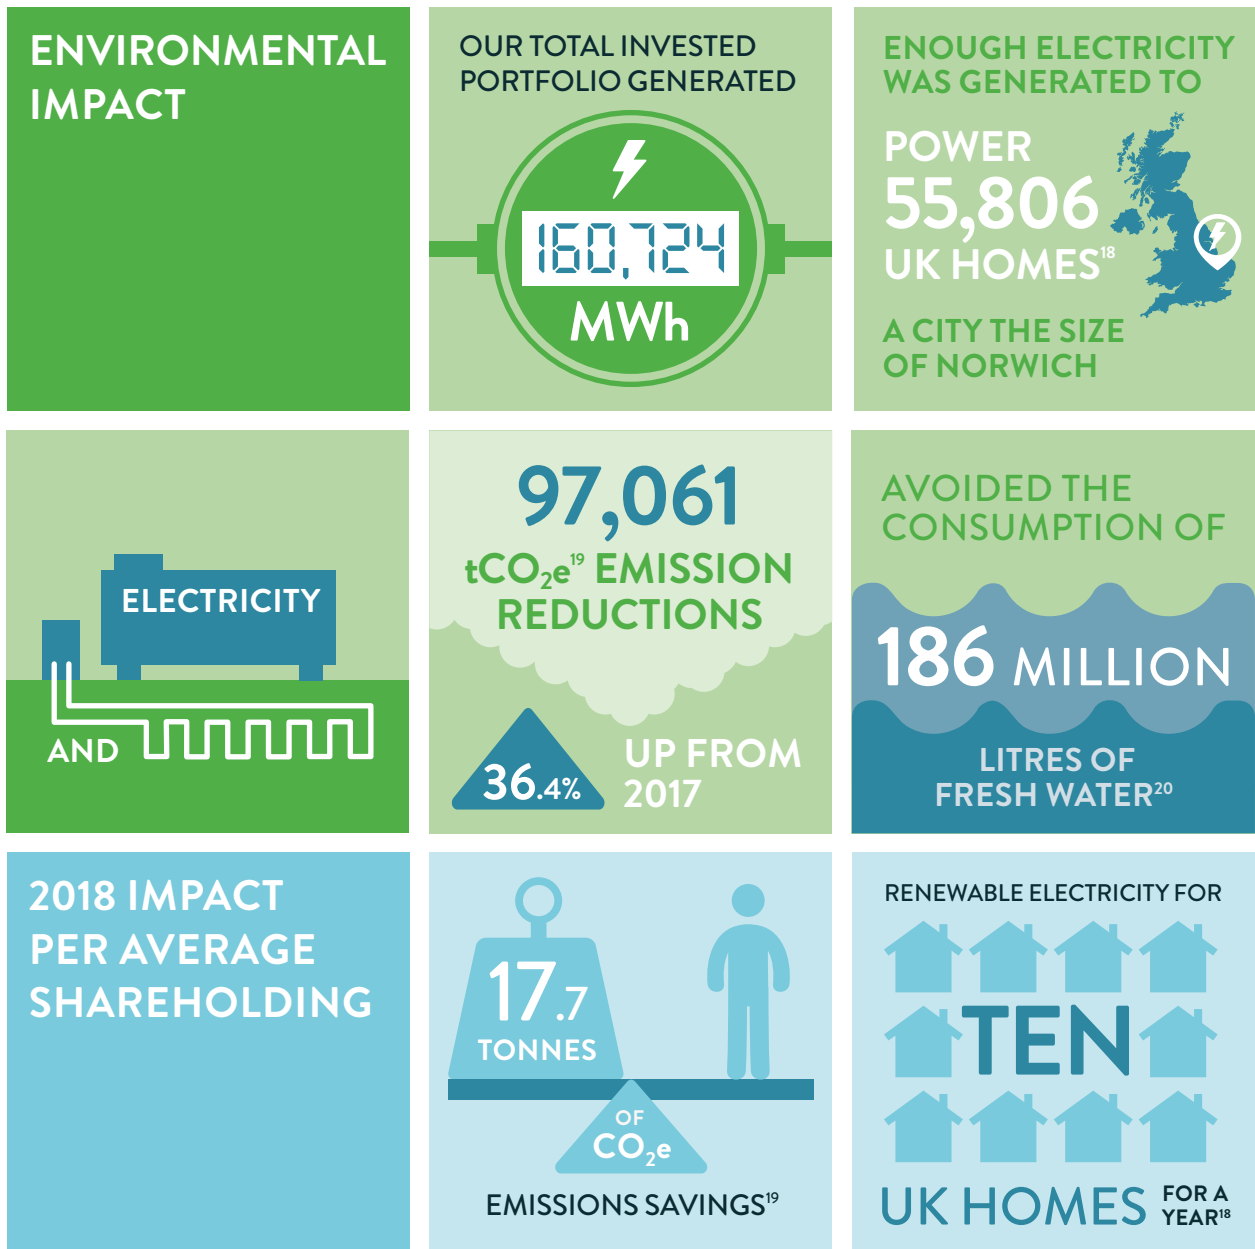 ENVIRONMENTAL
IMPACT
OUR TOTAL INVESTED
PORTFOLIO GENERATED
160,724
MWh
ENOUGH ELECTRICITY
WAS GENERATED TO
POWER
55,806
UK HOMES¹⁸
A CITY THE SIZE
OF NORWICH
ELECTRICITY
AND
97,061
tCO₂e¹⁹ EMISSION
REDUCTIONS
36.4%
UP FROM
2017
AVOIDED THE
CONSUMPTION OF
186 MILLION
LITRES OF
FRESH WATER²⁰
2018 IMPACT
PER AVERAGE
SHAREHOLDING
17.7
TONNES
OF
CO₂e
EMISSIONS SAVINGS¹⁹
RENEWABLE ELECTRICITY FOR
TEN
UK HOMES
FOR A
YEAR¹⁸